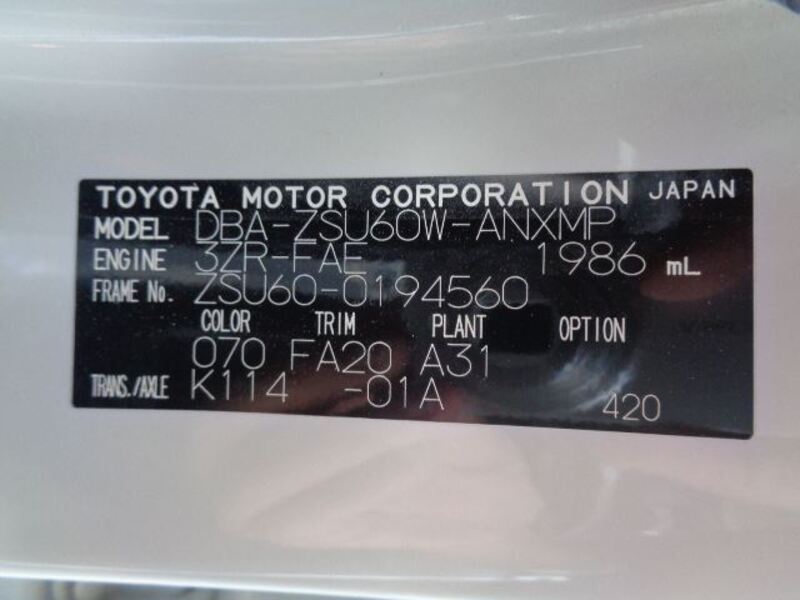 TOYOTA MOTOR CORPORATION JAPAN
MODEL DBA-ZSU60W-ANXMP
ENGINE 3ZR-FAE 1986 mL
FRAME No. ZSU60-0194560
COLOR TRIM PLANT OPTION
070 FA20 A31
TRANS./AXLE K114 -01A 420